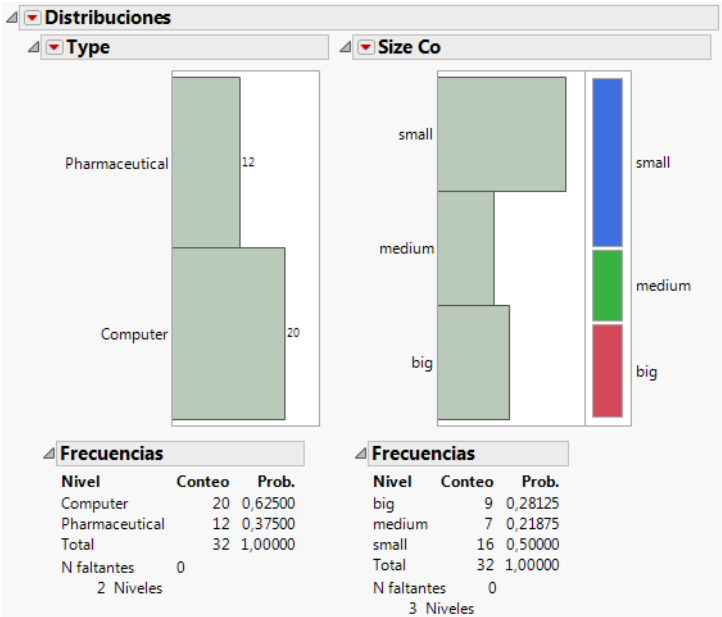 Distribuciones
Type
Pharmaceutical
12
Computer
20
Frecuencias
Nivel Conteo Prob.
Computer 20 0,62500
Pharmaceutical 12 0,37500
Total 32 1,00000
N faltantes 0
2 Niveles
Size Co
small
medium
big
small
medium
big
Frecuencias
Nivel Conteo Prob.
big 9 0,28125
medium 7 0,21875
small 16 0,50000
Total 32 1,00000
N faltantes 0
3 Niveles